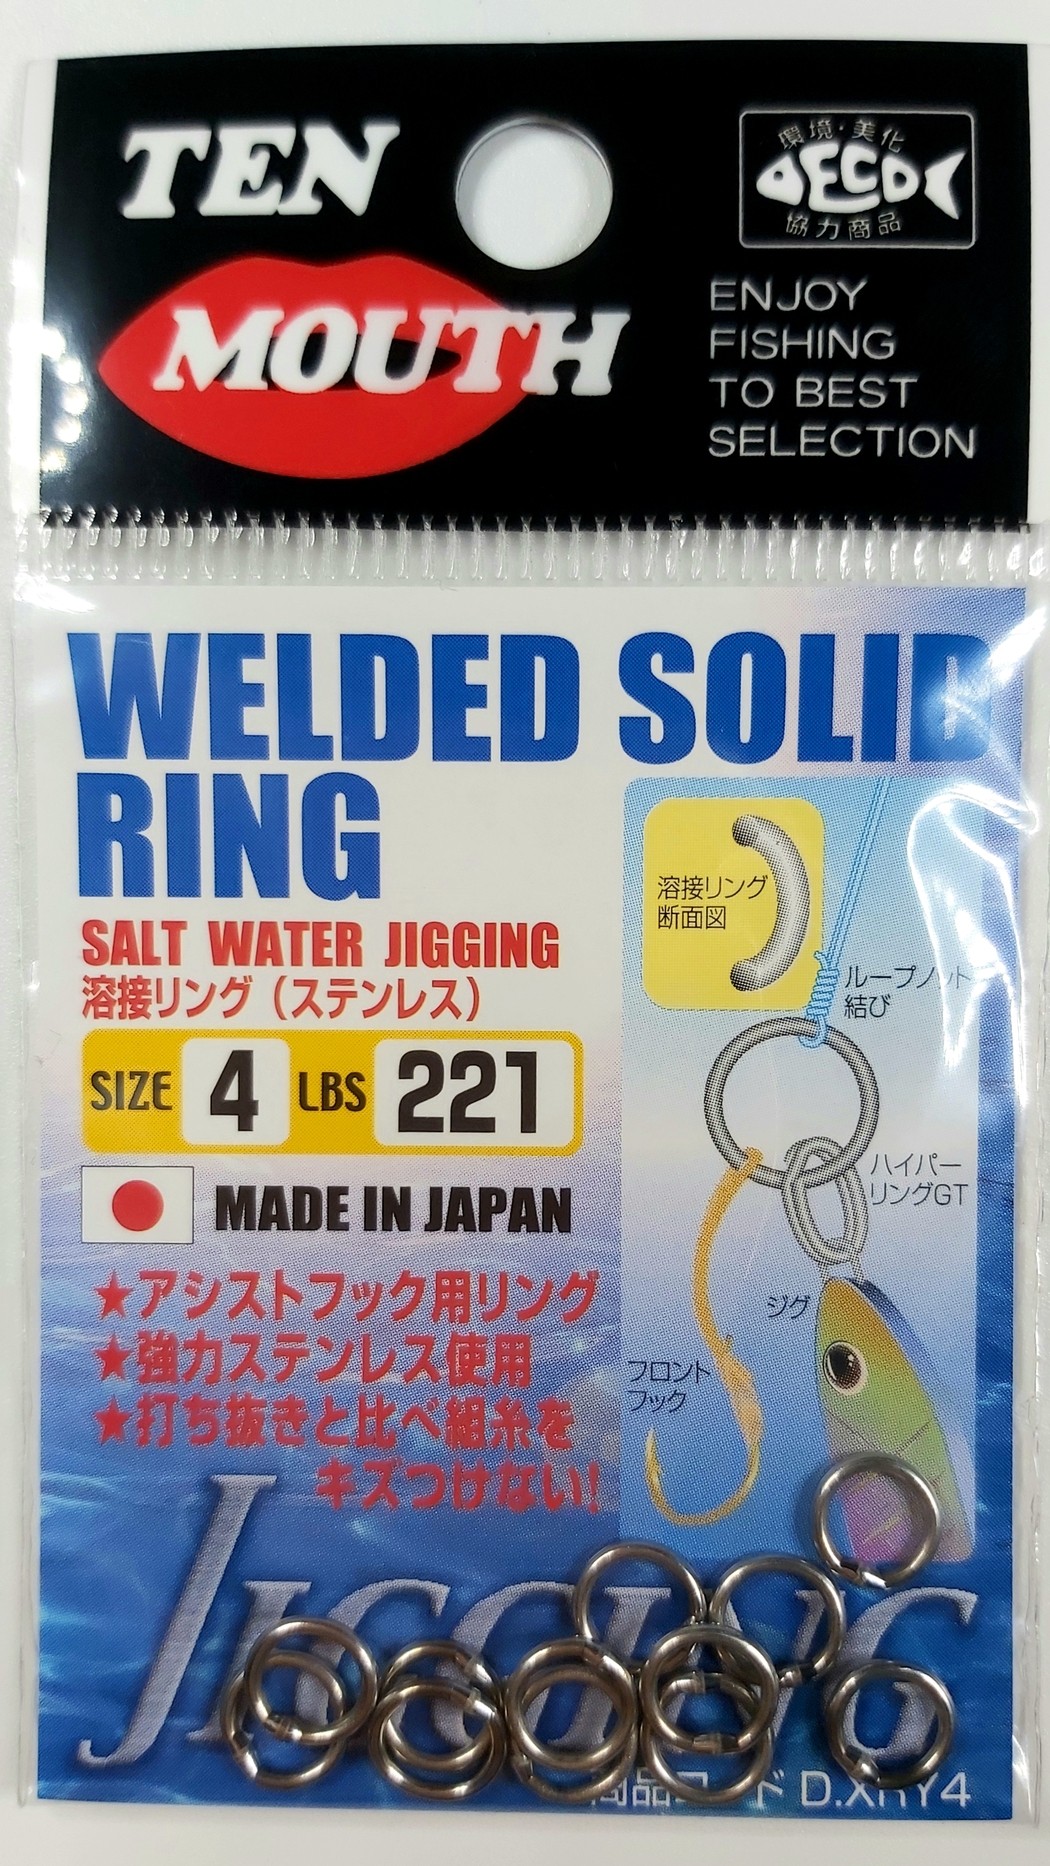 TEN
MOUTH
環境・美化
ECO
協力商品
ENJOY
FISHING
TO BEST
SELECTION
WELDED SOLID
RING
SALT WATER JIGGING
溶接リング（ステンレス）
SIZE 4 LBS 221
MADE IN JAPAN
★アシストフック用リング
★強力ステンレス使用
★打ち抜きと比べ組糸を
キズつけない!
溶接リング
断面図
ループノット
結び
ハイパー
リングGT
ジグ
フロント
フック
JIGGING